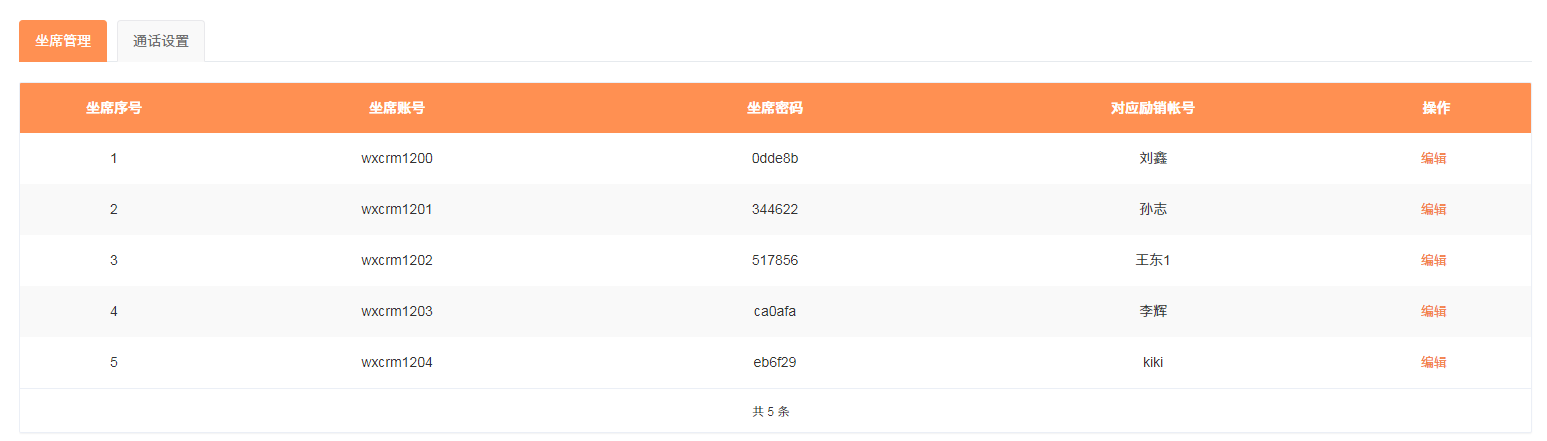 坐席管理 通话设置
坐席序号 坐席账号 坐席密码 对应励销帐号 操作
1 wxcrm1200 0dde8b 刘鑫 编辑
2 wxcrm1201 344622 孙志 编辑
3 wxcrm1202 517856 王东1 编辑
4 wxcrm1203 ca0afa 李辉 编辑
5 wxcrm1204 eb6f29 kiki 编辑
共 5 条